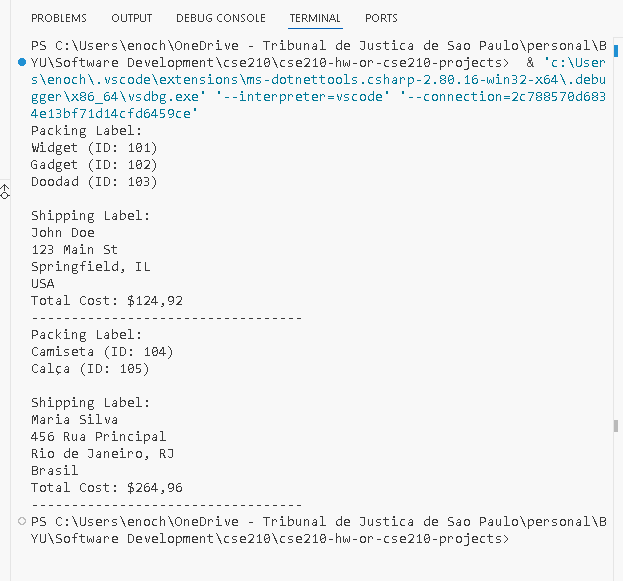 PROBLEMS OUTPUT DEBUG CONSOLE TERMINAL PORTS
PS C:\Users\enoch\OneDrive - Tribunal de Justica de Sao Paulo\personal\B
YU\Software Development\cse210\cse210-hw-or-cse210-projects>  & 'c:\User
s\enoch\.vscode\extensions\ms-dotnettools.csharp-2.80.16-win32-x64\.debu
gger\x86_64\vsdbg.exe' '--interpreter=vscode' '--connection=2c788570d683
4e13bf71d14cfd6459ce'
Packing Label:
Widget (ID: 101)
Gadget (ID: 102)
Doodad (ID: 103)
Shipping Label:
John Doe
123 Main St
Springfield, IL
USA
Total Cost: $124,92
----------------------------------
Packing Label:
Camiseta (ID: 104)
Calça (ID: 105)
Shipping Label:
Maria Silva
456 Rua Principal
Rio de Janeiro, RJ
Brasil
Total Cost: $264,96
----------------------------------
PS C:\Users\enoch\OneDrive - Tribunal de Justica de Sao Paulo\personal\B
YU\Software Development\cse210\cse210-hw-or-cse210-projects>